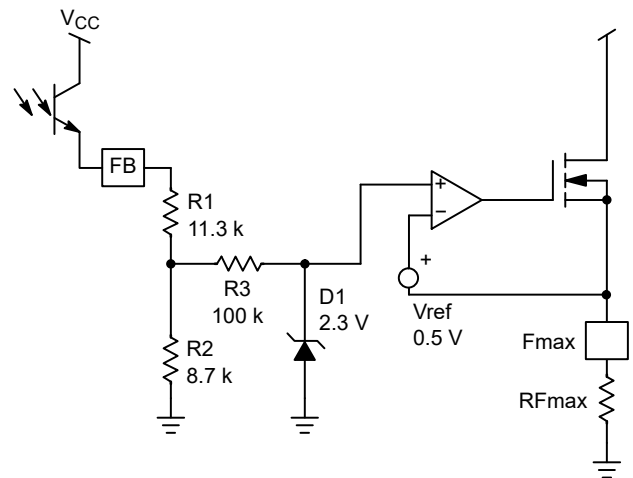 VCC
FB
R1
11.3 k
R3
100 k
R2
8.7 k
D1
2.3 V
+
−
+
Vref
0.5 V
Fmax
RFmax